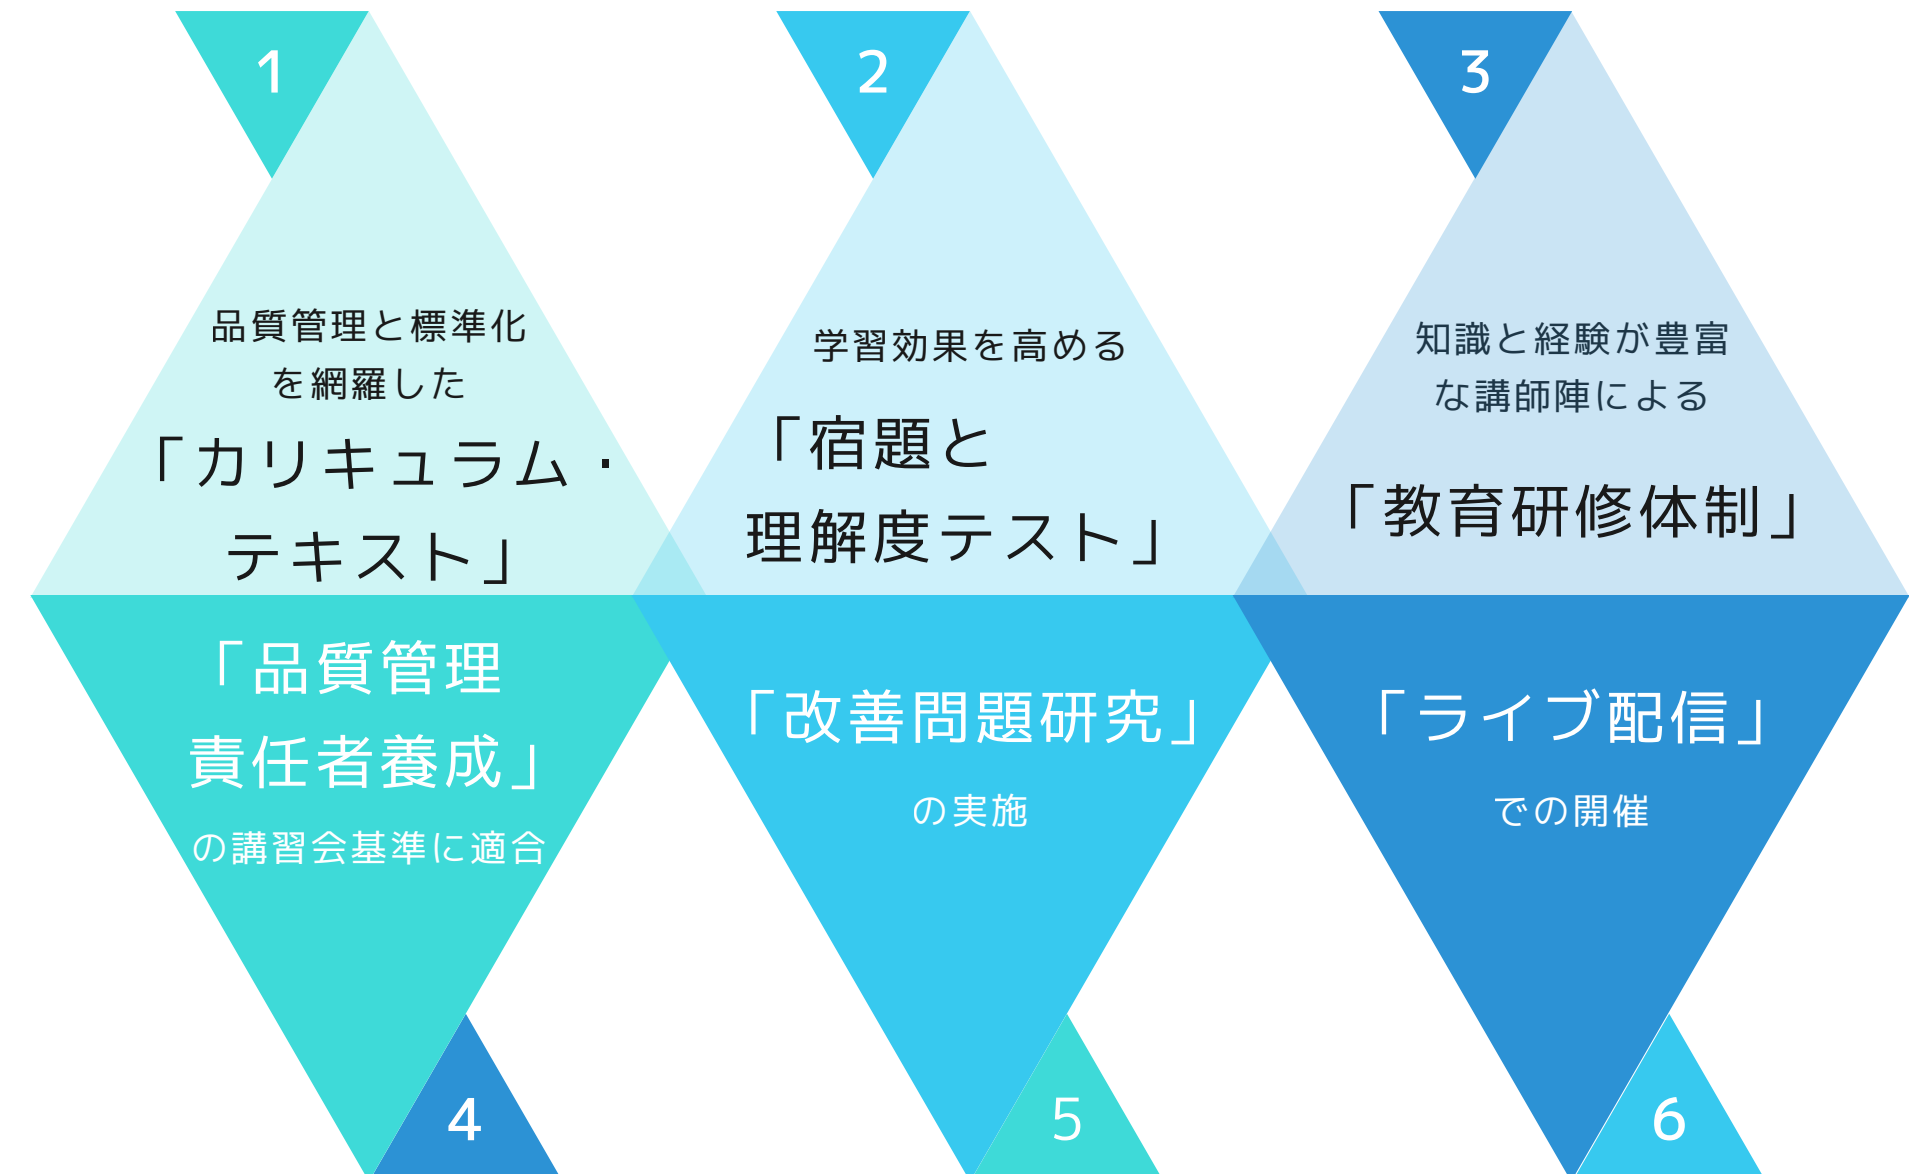 1
品質管理と標準化
を網羅した
「カリキュラム・
テキスト」
2
学習効果を高める
「宿題と
理解度テスト」
3
知識と経験が豊富
な講師陣による
「教育研修体制」
「品質管理
責任者養成」
の講習会基準に適合
4
「改善問題研究」
の実施
5
「ライブ配信」
での開催
6